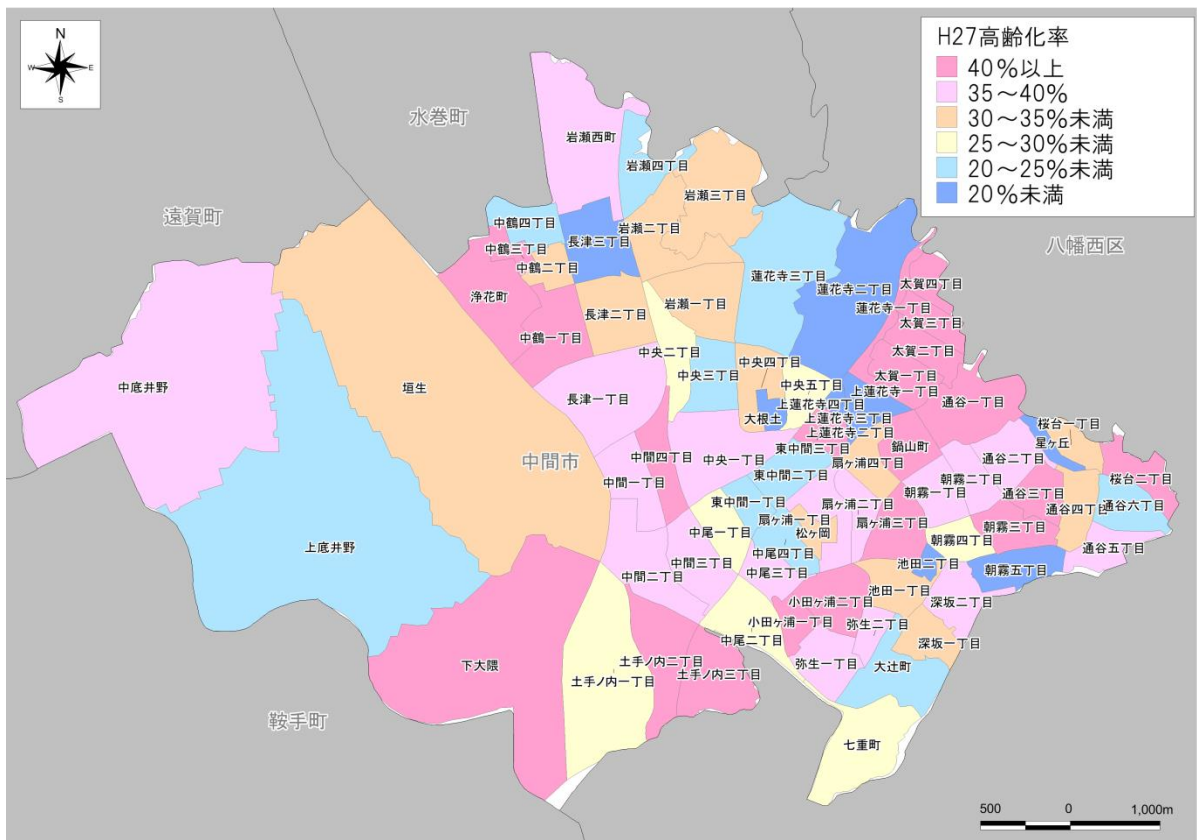 N
W
E
S
H27高齢化率
40%以上
35～40%
30～35%未満
25～30%未満
20～25%未満
20%未満
水巻町
遠賀町
八幡西区
中間市
鞍手町
岩瀬西町
岩瀬四丁目
岩瀬三丁目
岩瀬二丁目
中鶴四丁目
長津三丁目
中鶴三丁目
中鶴二丁目
浄花町
長津二丁目
岩瀬一丁目
中鶴一丁目
蓮花寺三丁目
蓮花寺二丁目
太賀四丁目
蓮花寺一丁目
太賀三丁目
太賀二丁目
太賀一丁目
中央二丁目
中央三丁目
中央四丁目
中央五丁目
上蓮花寺一丁目
上蓮花寺四丁目
上蓮花寺三丁目
上蓮花寺二丁目
大根土
通谷一丁目
中底井野
垣生
長津一丁目
中間四丁目
中央一丁目
東中間三丁目
鍋山町
桜台一丁目
星ヶ丘
通谷二丁目
扇ヶ浦四丁目
東中間二丁目
朝霧二丁目
桜台二丁目
中間一丁目
朝霧一丁目
通谷三丁目
通谷六丁目
東中間一丁目
扇ヶ浦二丁目
通谷四丁目
扇ヶ浦一丁目
扇ヶ浦三丁目
朝霧三丁目
松ヶ岡
中尾一丁目
朝霧四丁目
上底井野
中尾四丁目
通谷五丁目
中間三丁目
池田二丁目
朝霧五丁目
中間二丁目
中尾三丁目
池田一丁目
小田ヶ浦二丁目
深坂二丁目
小田ヶ浦一丁目
弥生二丁目
中尾二丁目
深坂一丁目
下大隈
土手ノ内二丁目
弥生一丁目
大辻町
土手ノ内一丁目
土手ノ内三丁目
七重町
500
0
1,000m